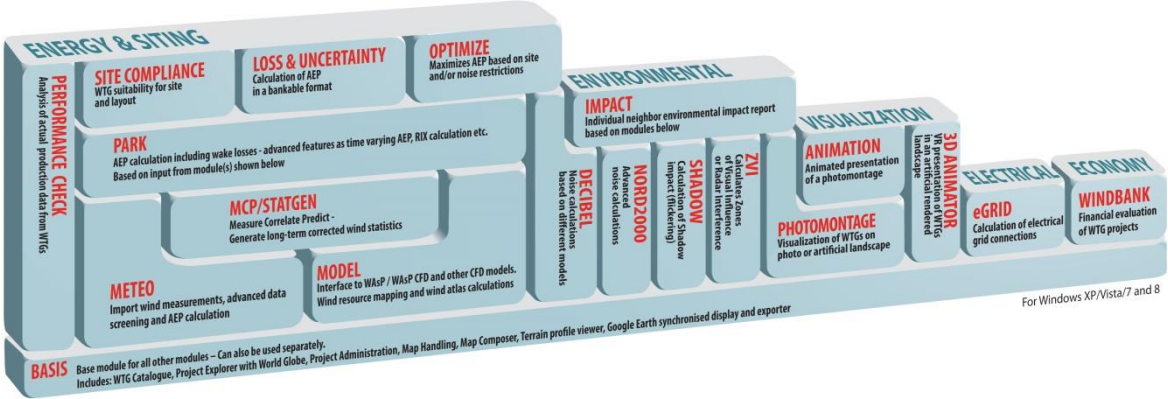 ENERGY & SITING
PERFORMANCE CHECK
Analysis of actual production data from WTGs
SITE COMPLIANCE
WTG suitability for site
and layout
LOSS & UNCERTAINTY
Calculation of AEP
in a bankable format
OPTIMIZE
Maximizes AEP based on site
and/or noise restrictions
PARK
AEP calculation including wake losses - advanced features as time varying AEP, RIX calculation etc.
Based on input from module(s) shown below
MCP/STATGEN
Measure Correlate Predict -
Generate long-term corrected wind statistics
METEO
Import wind measurements, advanced data
screening and AEP calculation
MODEL
Interface to WAsP / WAsP CFD and other CFD models.
Wind resource mapping and wind atlas calculations
ENVIRONMENTAL
IMPACT
Individual neighbor environmental impact report
based on modules below
DECIBEL
Noise calculations
based on different models
NORD2000
Advanced
noise calculations
SHADOW
Calculation of Shadow
impact (flickering)
ZVI
Calculates Zones
of Visual Influence
or Radar Interference
VISUALIZATION
ANIMATION
Animated presentation
of a photomontage
PHOTOMONTAGE
Visualization of WTGs on
photo or artificial landscape
3D ANIMATOR
VR presentation of WTGs
in an artificial rendered
landscape
ELECTRICAL
eGRID
Calculation of electrical
grid connections
ECONOMY
WINDBANK
Financial evaluation
of WTG projects
For Windows XP/Vista/7 and 8
BASIS
Base module for all other modules – Can also be used separately.
Includes: WTG Catalogue, Project Explorer with World Globe, Project Administration, Map Handling, Map Composer, Terrain profile viewer, Google Earth synchronised display and exporter